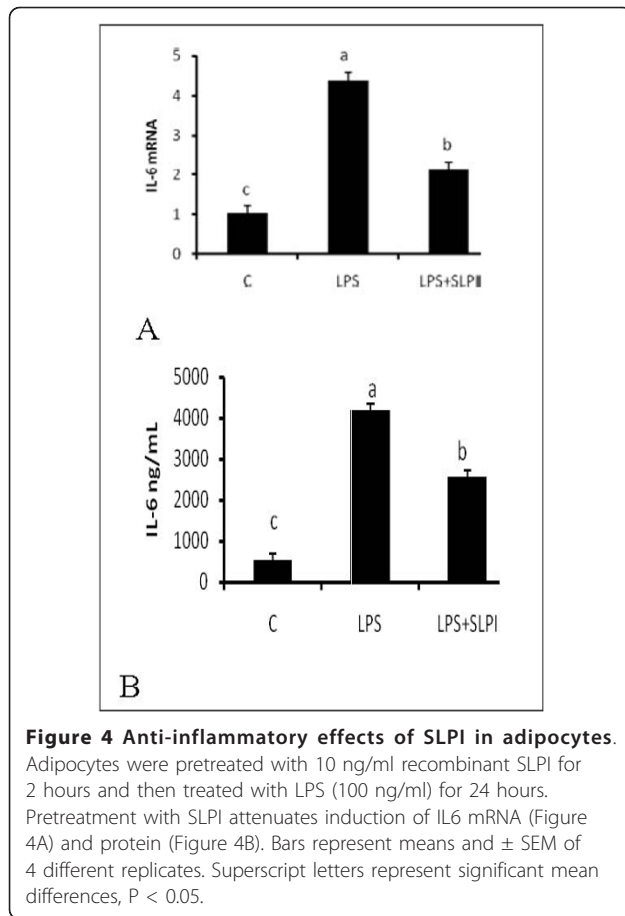 5
a
4
3
b
2
c
1
0
IL-6 mRNA
C LPS LPS+SLPI
A
5000
a
4000
3000
b
2000
c
1000
0
IL-6 ng/mL
C LPS LPS+SLPI
B
Figure 4 Anti-inflammatory effects of SLPI in adipocytes.
Adipocytes were pretreated with 10 ng/ml recombinant SLPI for
2 hours and then treated with LPS (100 ng/ml) for 24 hours.
Pretreatment with SLPI attenuates induction of IL6 mRNA (Figure
4A) and protein (Figure 4B). Bars represent means and ± SEM of
4 different replicates. Superscript letters represent significant mean
differences, P < 0.05.